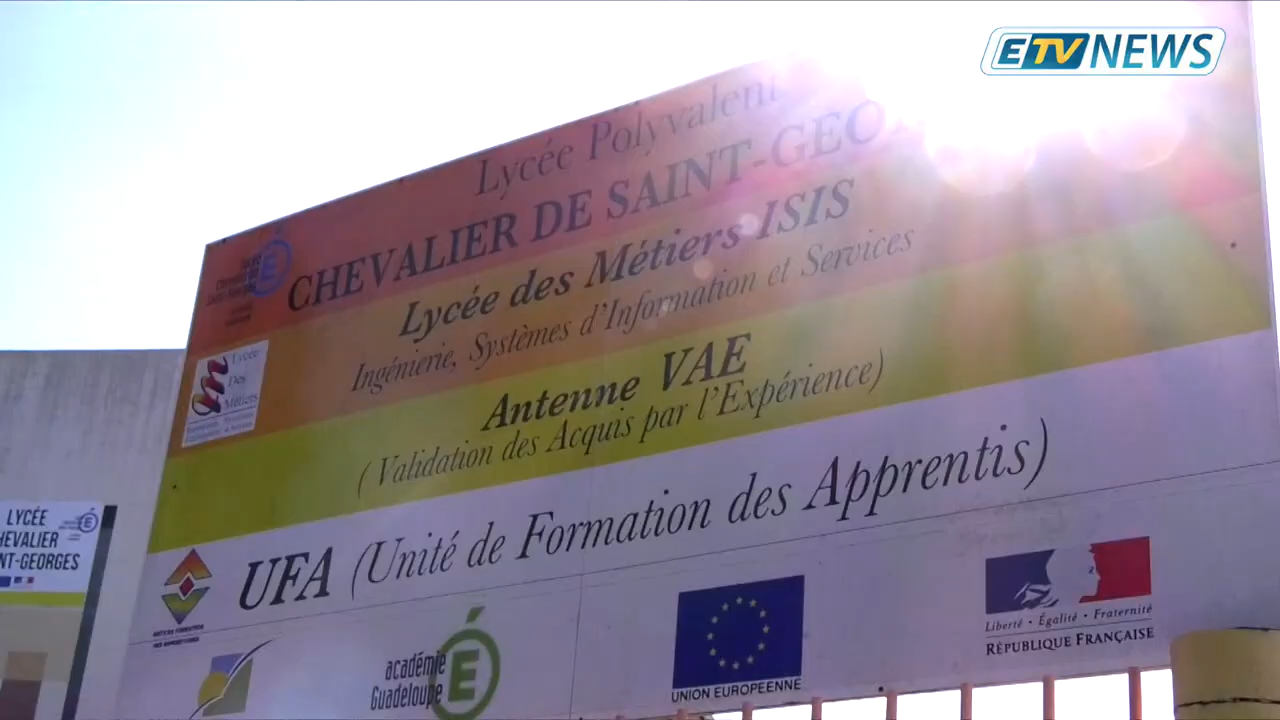 ETV NEWS
Lycée Polyvalent
CHEVALIER DE SAINT-GEO
Lycée des Métiers ISIS
Ingénierie, Systèmes d'Information et Services
Antenne VAE
(Validation des Acquis par l'Expérience)
UFA (Unité de Formation des Apprentis)
Lycée
Des
Métiers
LYCÉE
HEVALIER
NT-GEORGES
académie
Guadeloupe
UNION EUROPEENNE
Liberté • Égalité • Fraternité
RÉPUBLIQUE FRANÇAISE